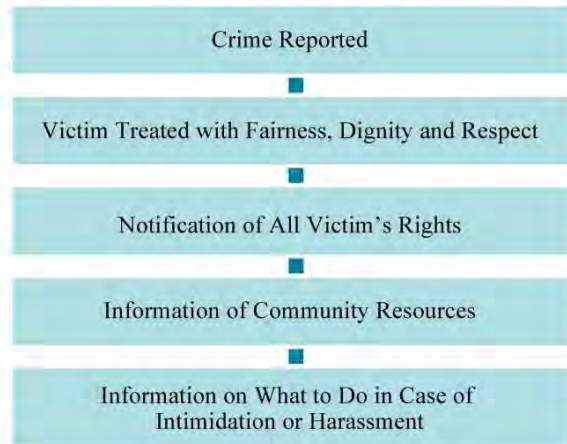 Crime Reported
Victim Treated with Fairness, Dignity and Respect
Notification of All Victim's Rights
Information of Community Resources
Information on What to Do in Case of
Intimidation or Harassment